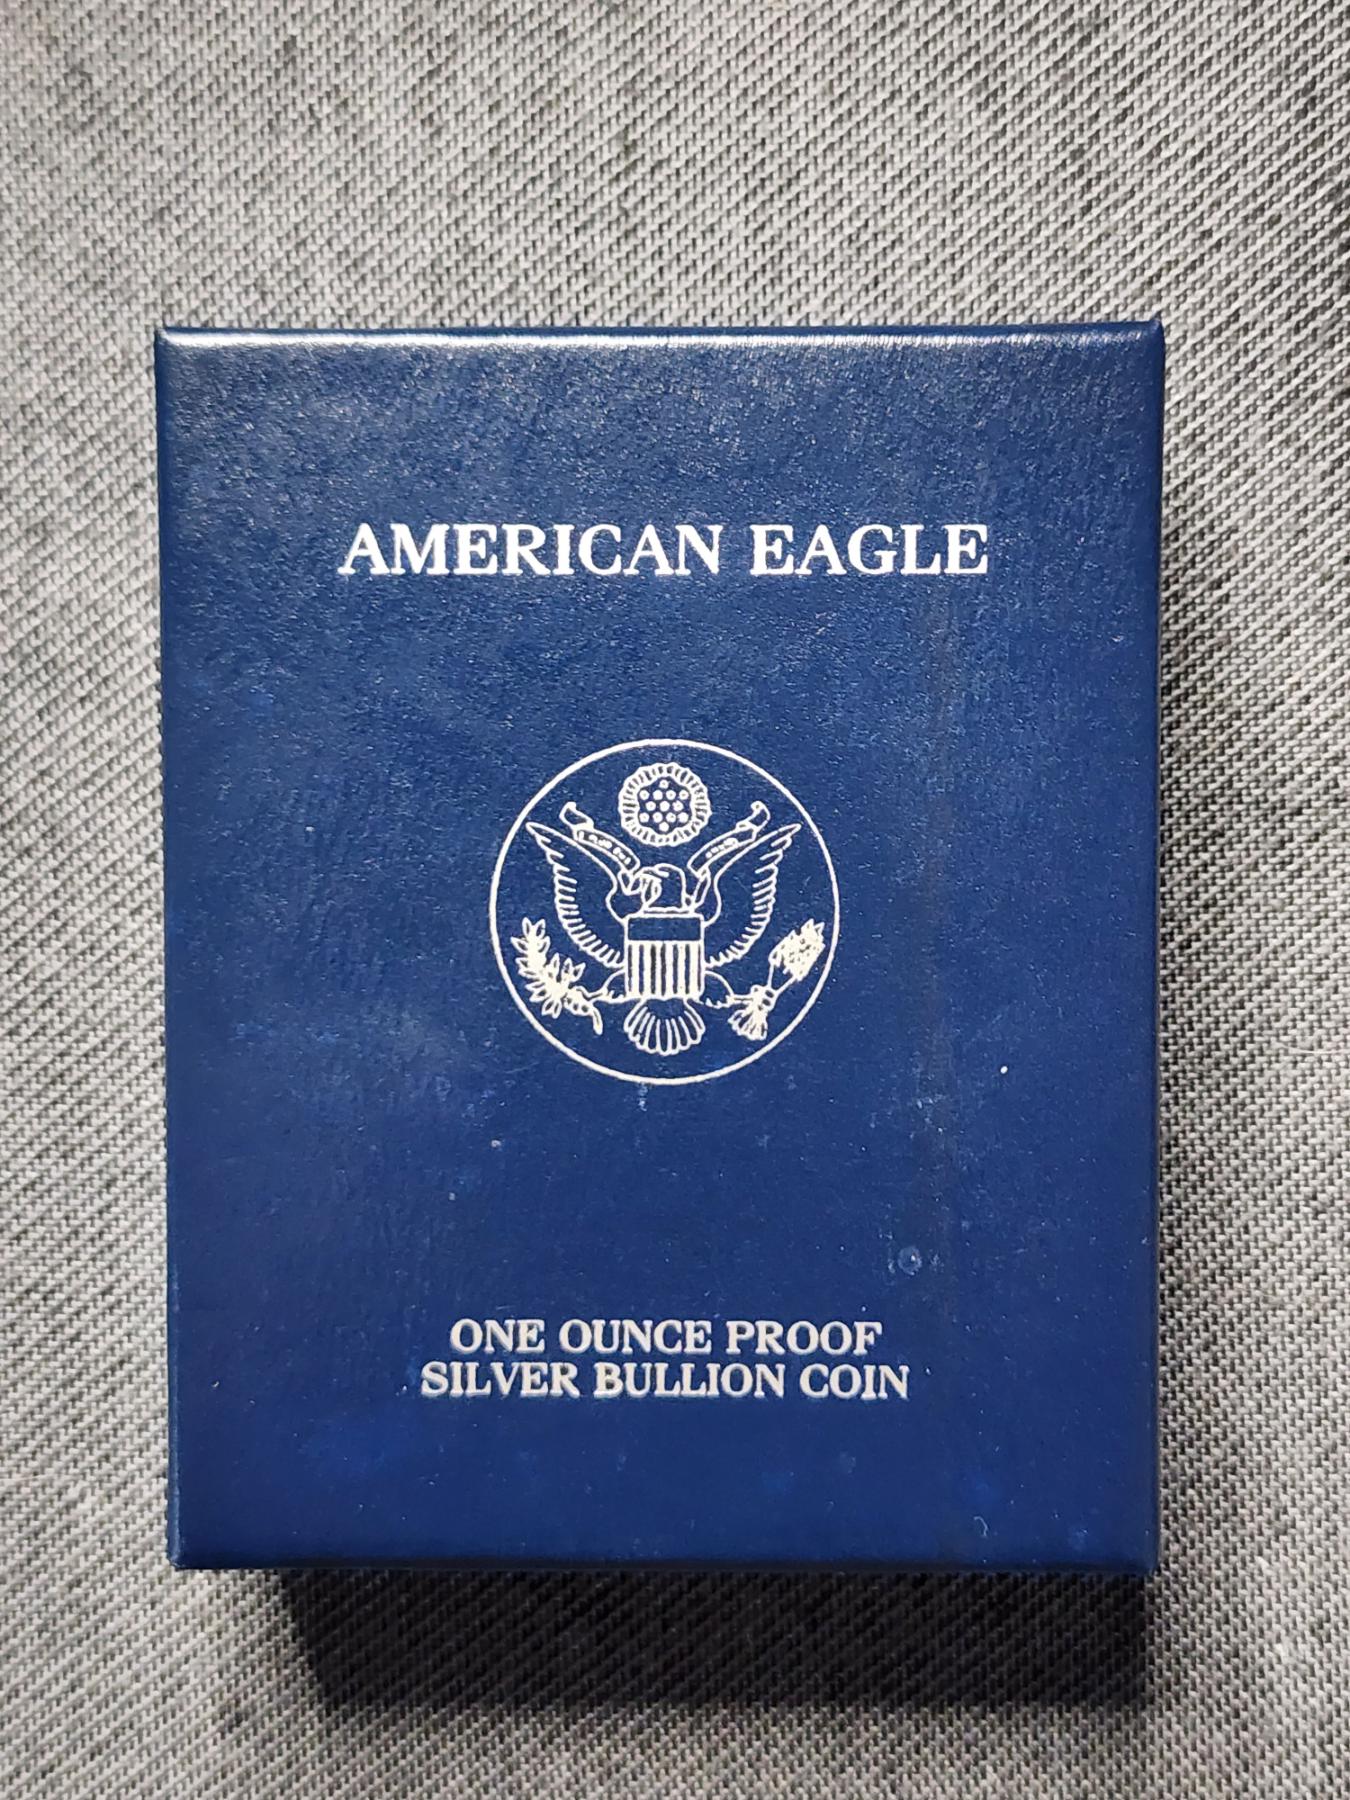 AMERICAN EAGLE
ONE OUNCE PROOF
SILVER BULLION COIN